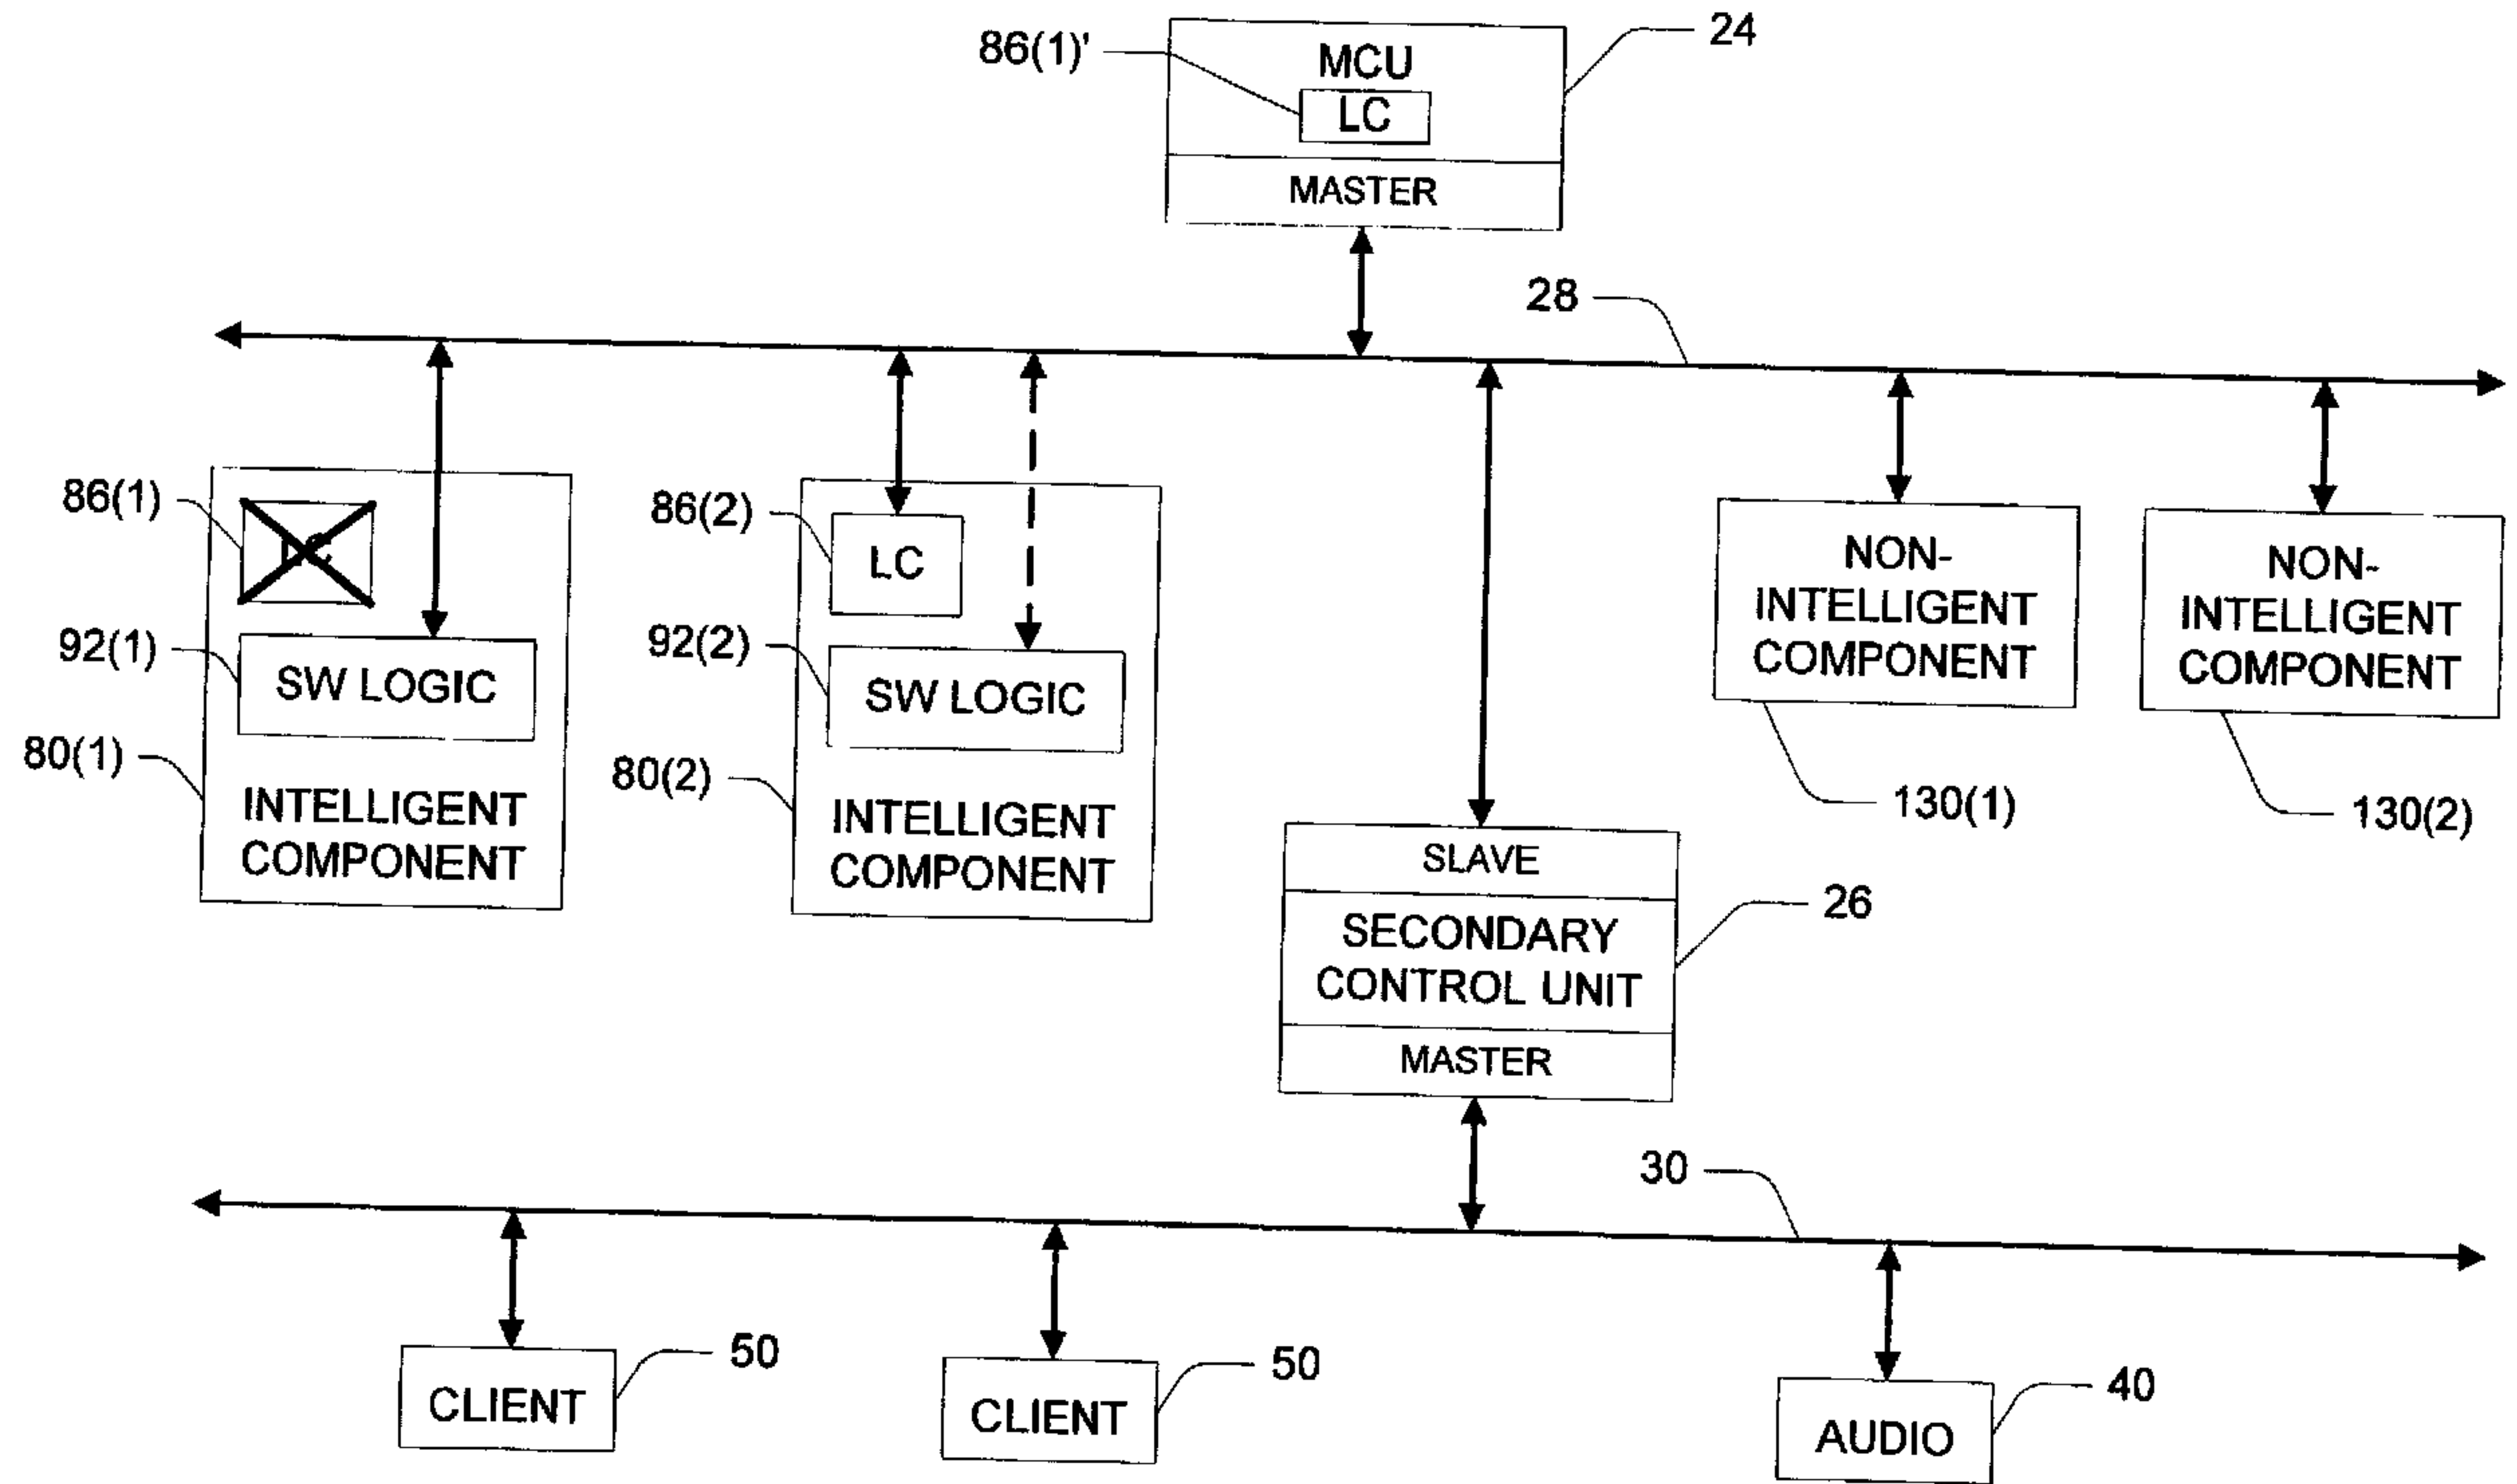 86(1)'
MCU
24
LC
MASTER
28
86(1)
86(2)
LC
NON-
INTELLIGENT
COMPONENT
NON-
INTELLIGENT
COMPONENT
92(1)
SW LOGIC
92(2)
SW LOGIC
80(1)
80(2)
130(1)
130(2)
INTELLIGENT
COMPONENT
INTELLIGENT
COMPONENT
SLAVE
SECONDARY
CONTROL UNIT
26
MASTER
30
CLIENT
50
CLIENT
50
AUDIO
40